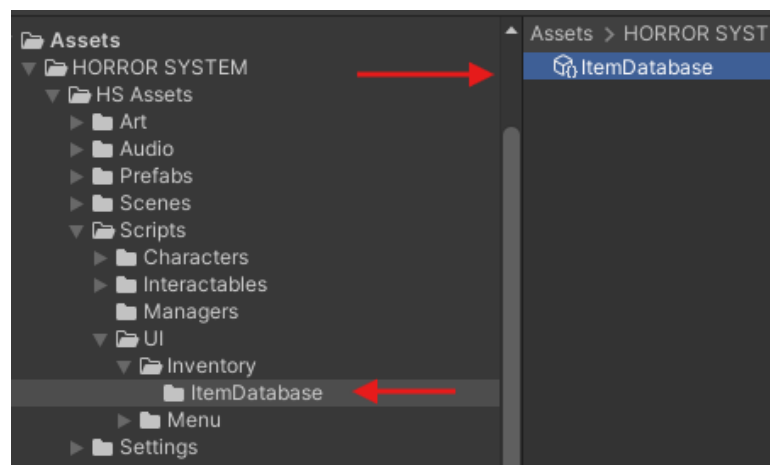 Assets
HORROR SYSTEM
HS Assets
Art
Audio
Prefabs
Scenes
Scripts
Characters
Interactables
Managers
UI
Inventory
ItemDatabase
Menu
Settings
Assets > HORROR SYST
ItemDatabase